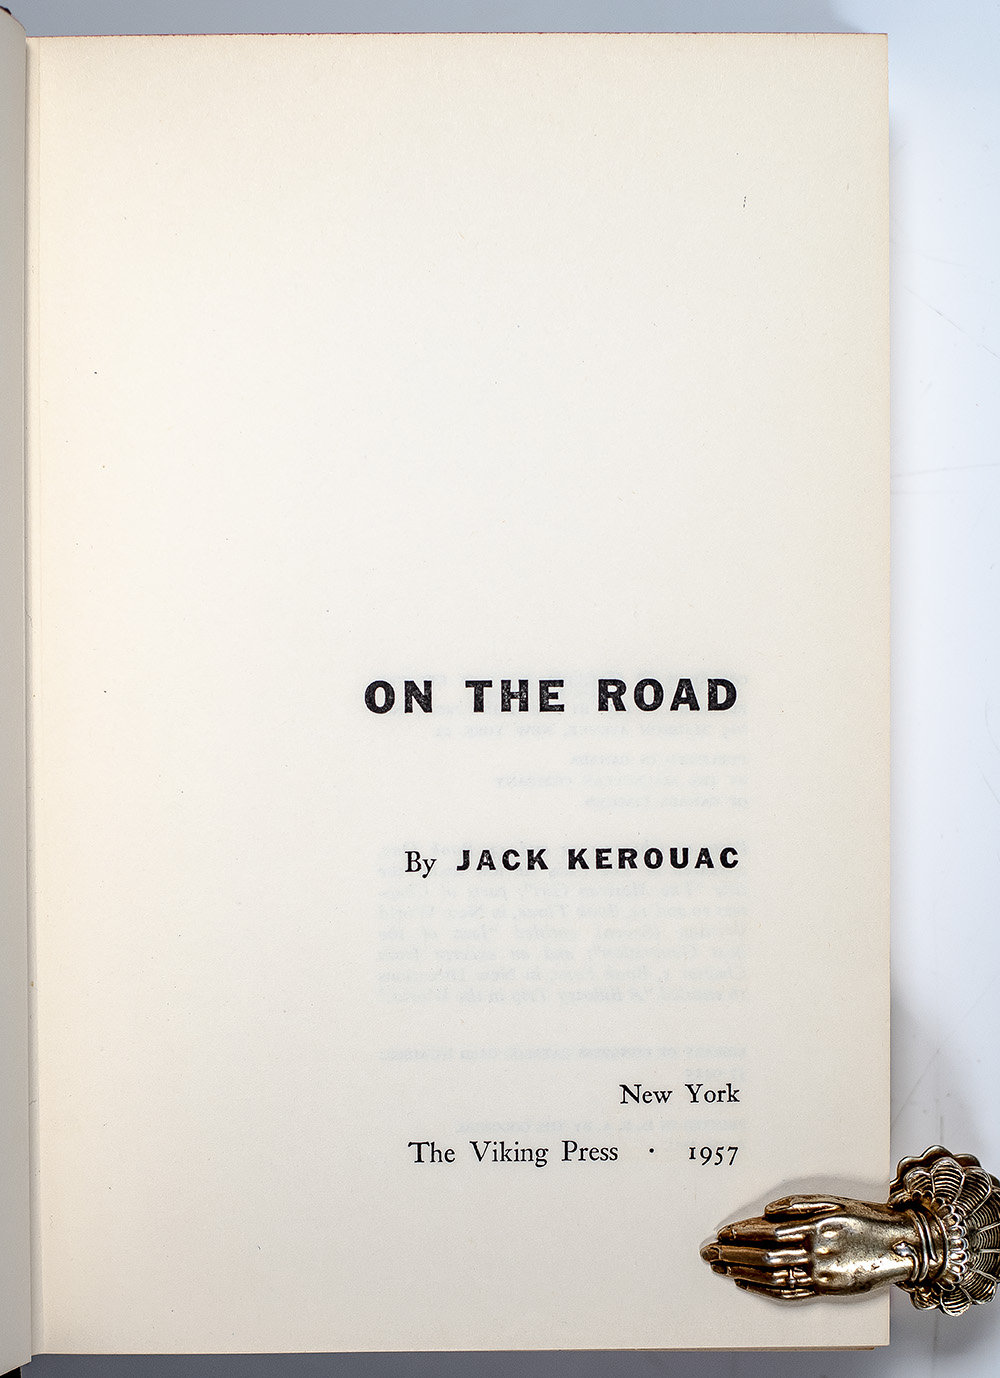 ON THE ROAD
By JACK KEROUAC
New York
The Viking Press · 1957